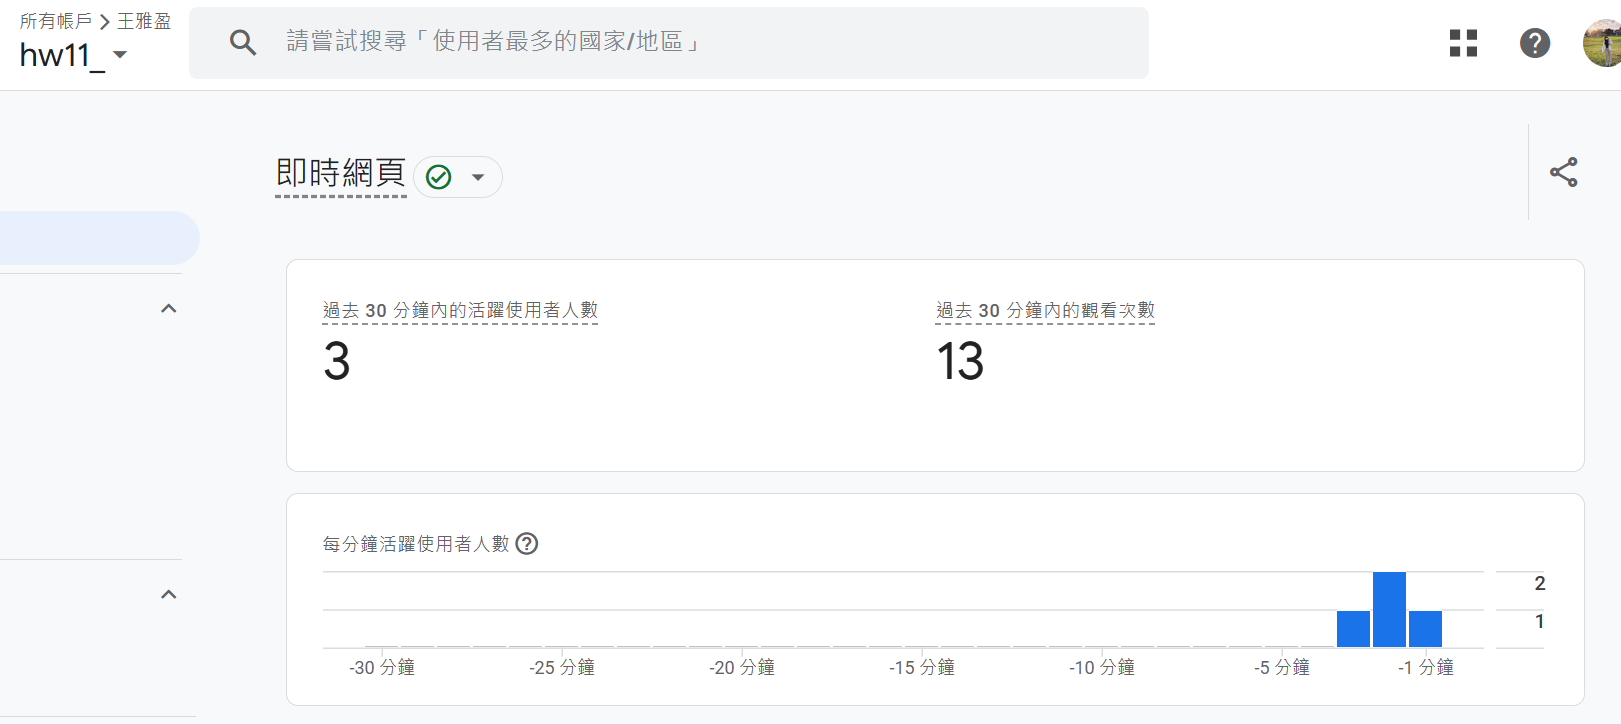 所有帳戶 > 王雅盈
hw11_
請嘗試搜尋「使用者最多的國家/地區」
即時網頁
過去 30 分鐘內的活躍使用者人數
3
過去 30 分鐘內的觀看次數
13
每分鐘活躍使用者人數
2
1
-30 分鐘 -25 分鐘 -20 分鐘 -15 分鐘 -10 分鐘 -5 分鐘 -1 分鐘